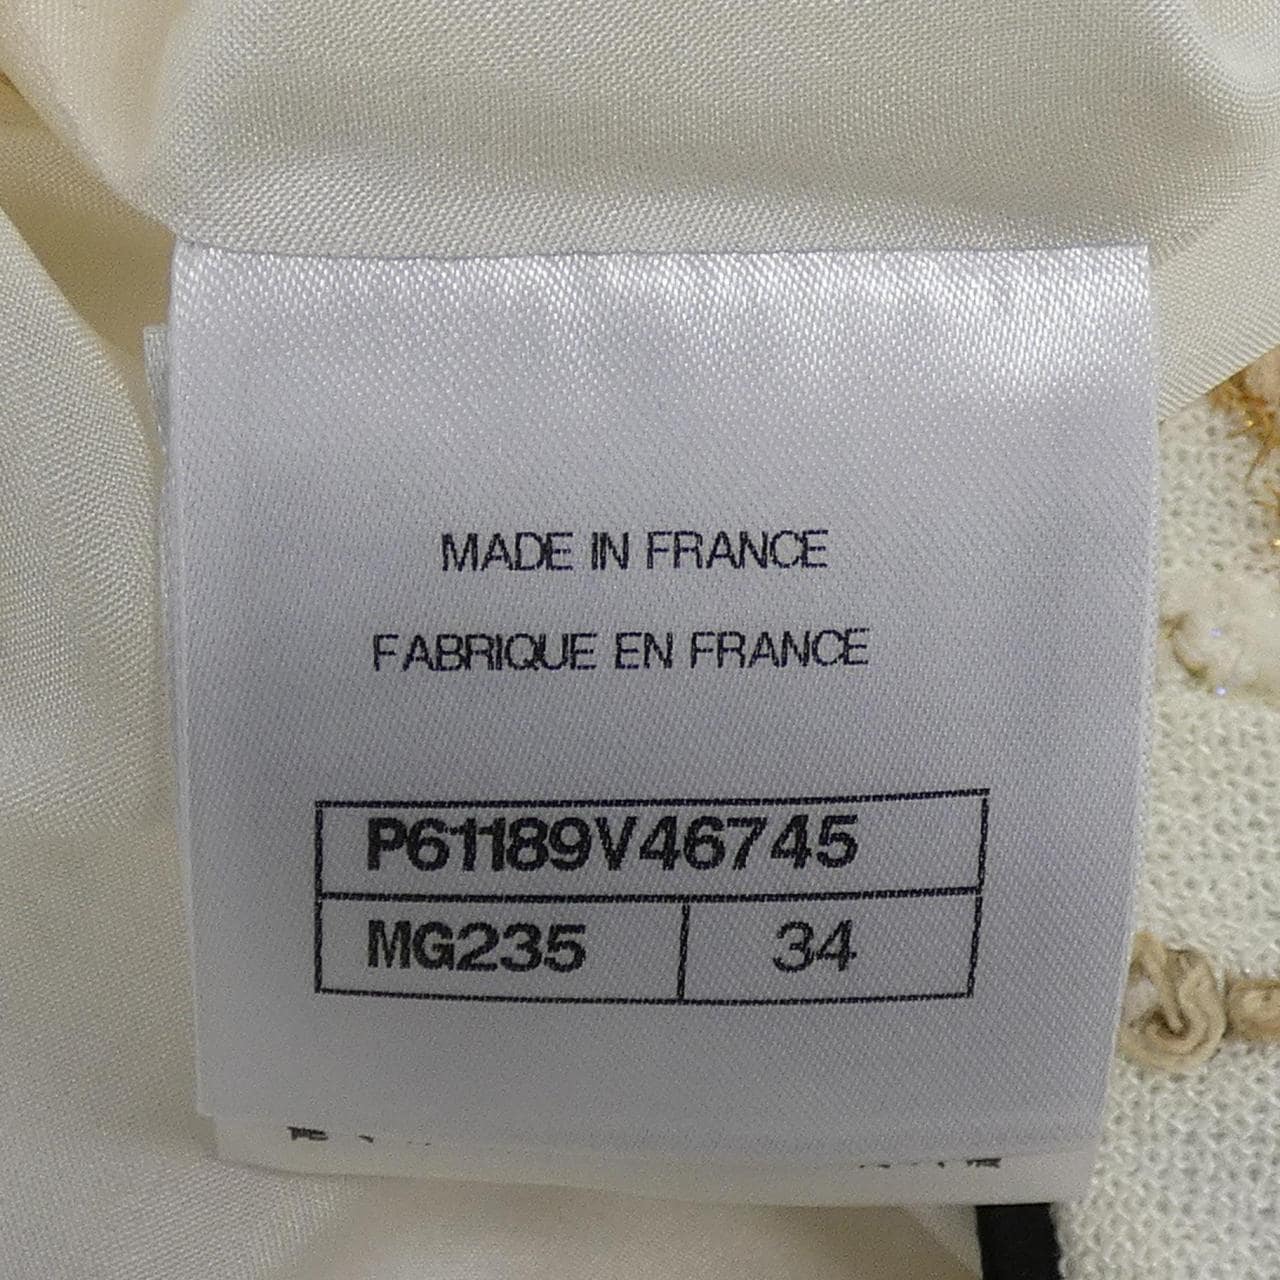 MADE IN FRANCE
FABRIQUE EN FRANCE
P61189V46745
MG235 34